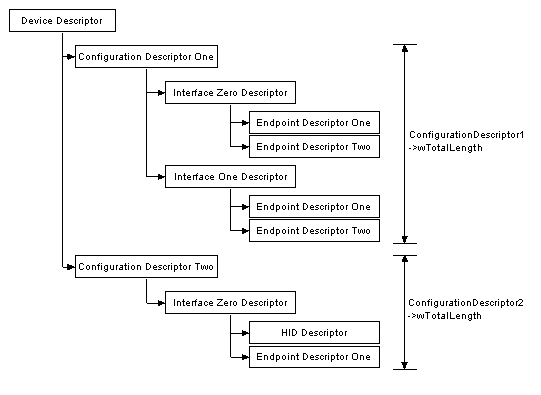 Device Descriptor
Configuration Descriptor One
Interface Zero Descriptor
Endpoint Descriptor One
Endpoint Descriptor Two
Interface One Descriptor
Endpoint Descriptor One
Endpoint Descriptor Two
ConfigurationDescriptor1
->wTotalLength
Configuration Descriptor Two
Interface Zero Descriptor
HID Descriptor
Endpoint Descriptor One
ConfigurationDescriptor2
->wTotalLength